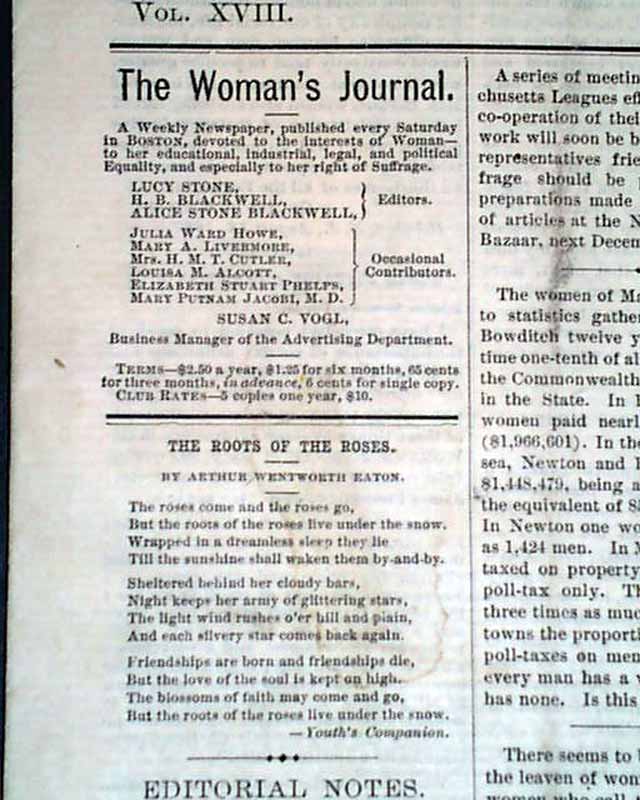 VOL. XVIII.
The Woman's Journal.
A Weekly Newspaper, published every Saturday
in BOSTON, devoted to the interests of Woman—
to her educational, industrial, legal, and political
Equality, and especially to her right of Suffrage.
LUCY STONE,
H. B. BLACKWELL,
ALICE STONE BLACKWELL,
Editors.
JULIA WARD HOWE,
MARY A. LIVERMORE,
Mrs. H. M. T. CUTLER,
LOUISA M. ALCOTT,
ELIZABETH STUART PHELPS,
MARY PUTNAM JACOBI, M. D.
Occasional
Contributors.
SUSAN C. VOGL,
Business Manager of the Advertising Department.
TERMS—$2.50 a year, $1.25 for six months, 65 cents
for three months, in advance, 6 cents for single copy.
CLUB RATES—5 copies one year, $10.
THE ROOTS OF THE ROSES.
BY ARTHUR WENTWORTH EATON.
The roses come and the roses go,
But the roots of the roses live under the snow.
Wrapped in a dreamless sleep they lie
Till the sunshine shall waken them by-and-by.
Sheltered behind her cloudy bars,
Night keeps her army of glittering stars,
The light wind rushes o'er hill and plain,
And each silvery star comes back again.
Friendships are born and friendships die,
But the love of the soul is kept on high.
The blossoms of faith may come and go,
But the roots of the roses live under the snow.
—Youth's Companion.
EDITORIAL NOTES.
A series of meetin
chusetts Leagues eff
co-operation of thei
work will soon be b
representatives frie
frage should be
preparations made
of articles at the N
Bazaar, next Decem
The women of Ma
to statistics gathe
Bowditch twelve y
time one-tenth of al
the Commonwealth
in the State. In
women paid nearl
($1,966,601). In the
sea, Newton and
$1,448,479, being a
the equivalent of
In Newton one wo
as 1,424 men. In
taxed on property
poll-tax only. Th
three times as muc
towns the proporti
poll-taxes on men
every man has a v
has none. Is this
There seems to
the leaven of wom
women who call